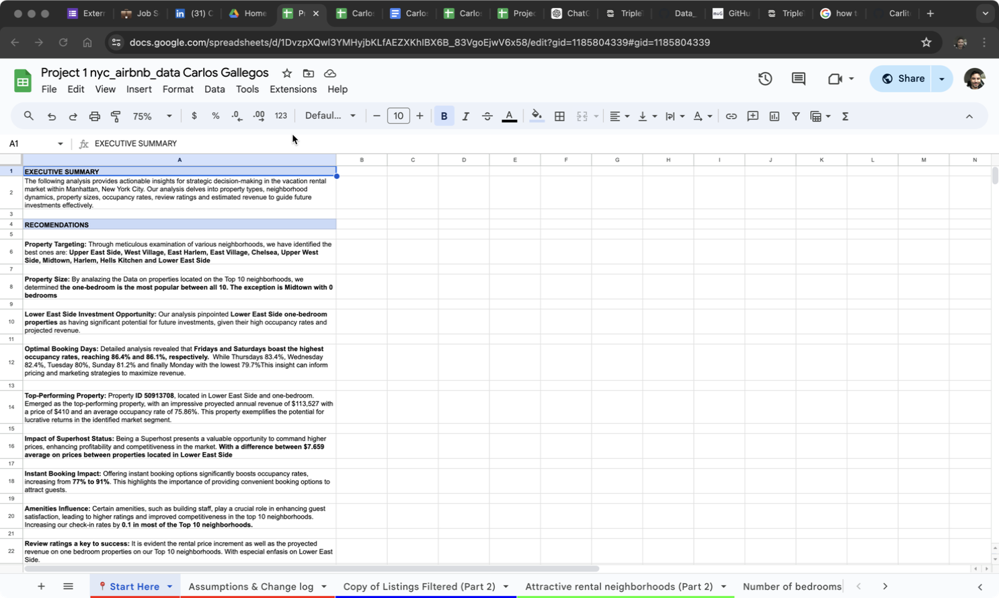 Extern
Job S
(31) C
Home
P
Carlos
Carlos
Carlos
Projec
ChatG
Triple
Data_
GitHu
Triple
how t
Carlit
docs.google.com/spreadsheets/d/1DvzpXQwl3YMHyjbKLfAEZXKhlBX6B_83VgoEjwV6x58/edit?gid=1185804339#gid=1185804339
Project 1 nyc_airbnb_data Carlos Gallegos
File Edit View Insert Format Data Tools Extensions Help
Share
75% $ % .0 .00 123 Defaul... 10 B I A
A1 fx EXECUTIVE SUMMARY
A B C D E F G H I J K L M N
1 EXECUTIVE SUMMARY
The following analysis provides actionable insights for strategic decision-making in the vacation rental
market within Manhattan, New York City. Our analysis delves into property types, neighborhood
2
dynamics, property sizes, occupancy rates, review ratings and estimated revenue to guide future
investments effectively.
3
4 RECOMENDATIONS
5
Property Targeting: Through meticulous examination of various neighborhoods, we have identified the
6 best ones are: Upper East Side, West Village, East Harlem, East Village, Chelsea, Upper West
Side, Midtown, Harlem, Hells Kitchen and Lower East Side
7
Property Size: By analazing the Data on properties located on the Top 10 neighborhoods, we
8 determined the one-bedroom is the most popular between all 10. The exception is Midtown with 0
bedrooms
9
Lower East Side Investment Opportunity: Our analysis pinpointed Lower East Side one-bedroom
10 properties as having significant potential for future investments, given their high occupancy rates and
projected revenue.
11
Optimal Booking Days: Detailed analysis revealed that Fridays and Saturdays boast the highest
occupancy rates, reaching 86.4% and 86.1%, respectively. While Thursdays 83.4%, Wednesday
12
82.4%, Tuesday 80%, Sunday 81.2% and finally Monday with the lowest 79.7%This insight can inform
pricing and marketing strategies to maximize revenue.
13
Top-Performing Property: Property ID 50913708, located in Lower East Side and one-bedroom.
Emerged as the top-performing property, with an impressive proyected annual revenue of $113,527 with
14
a price of $410 and an average occupancy rate of 75.86%. This property exemplifies the potential for
lucrative returns in the identified market segment.
15
Impact of Superhost Status: Being a Superhost presents a valuable opportunity to command higher
16 prices, enhancing profitability and competitiveness in the market. With a difference between $7.659
average on prices between properties located in Lower East Side
17
Instant Booking Impact: Offering instant booking options significantly boosts occupancy rates,
18 increasing from 77% to 91%. This highlights the importance of providing convenient booking options to
attract guests.
19
Amenities Influence: Certain amenities, such as building staff, play a crucial role in enhancing guest
20 satisfaction, leading to higher ratings and improved competitiveness in the top 10 neighborhoods.
Increasing our check-in rates by 0.1 in most of the Top 10 neighborhoods.
21
Review ratings a key to success: It is evident the rental price increment as well as the proyected
22 revenue on one bedroom properties on our Top 10 neighborhoods. With especial enfasis on Lower East
Side.
Start Here Assumptions & Change log Copy of Listings Filtered (Part 2) Attractive rental neighborhoods (Part 2) Number of bedrooms